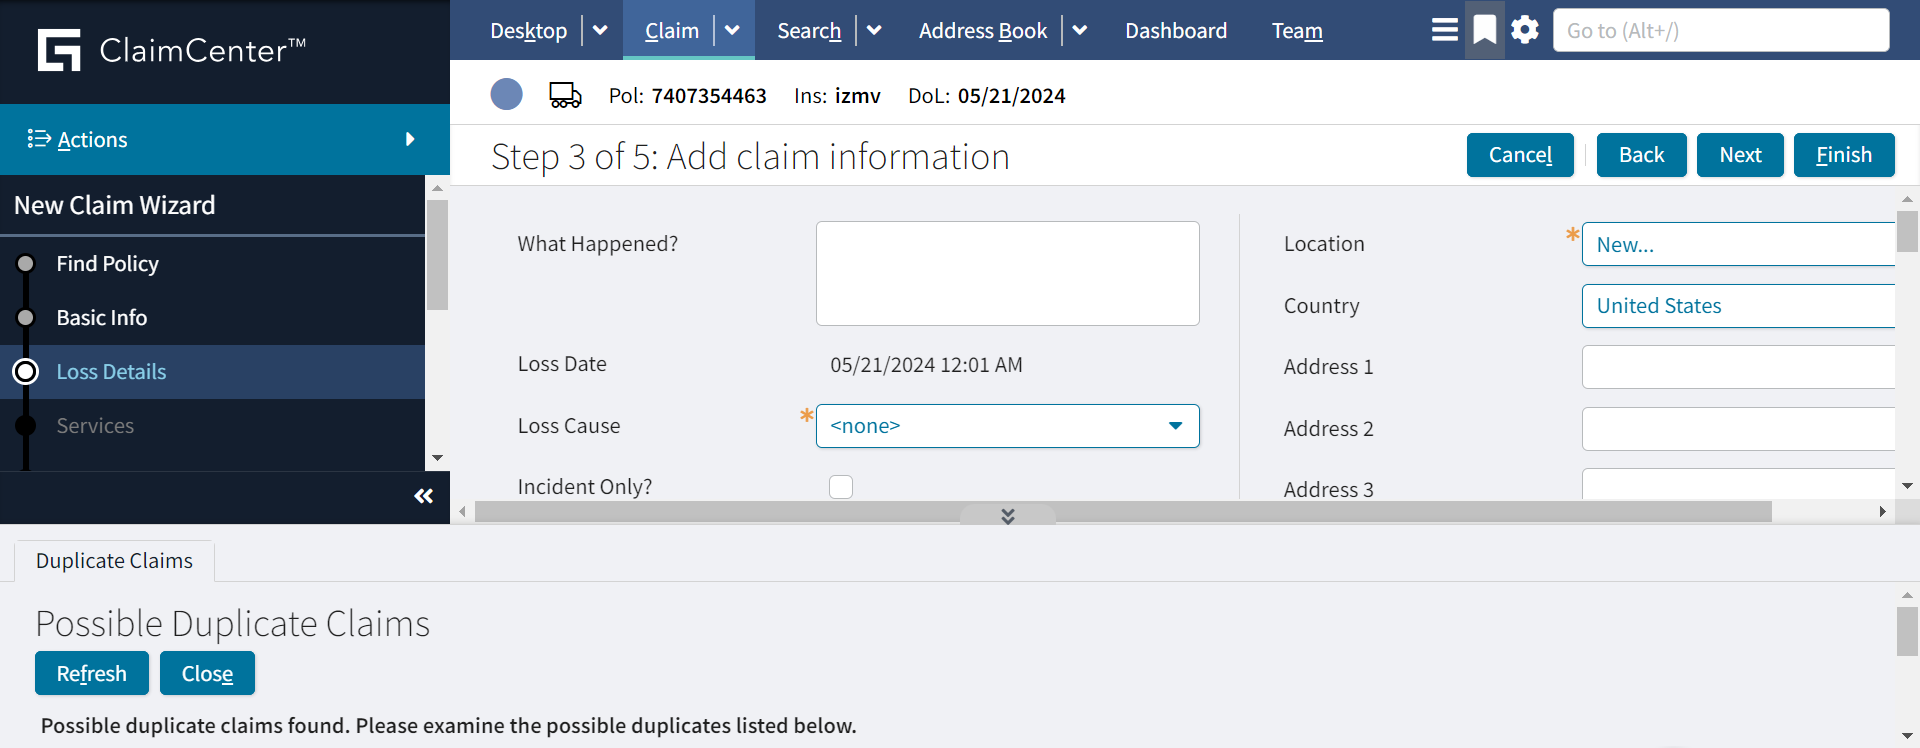 ClaimCenter™
Desktop
Claim
Search
Address Book
Dashboard
Team
Go to (Alt+/)
Pol: 7407354463 Ins: izmv DoL: 05/21/2024
Actions
Step 3 of 5: Add claim information
Cancel
Back
Next
Finish
New Claim Wizard
Find Policy
Basic Info
Loss Details
Services
What Happened?
Loss Date 05/21/2024 12:01 AM
Loss Cause * <none>
Incident Only?
Location * New...
Country United States
Address 1
Address 2
Address 3
Duplicate Claims
Possible Duplicate Claims
Refresh
Close
Possible duplicate claims found. Please examine the possible duplicates listed below.